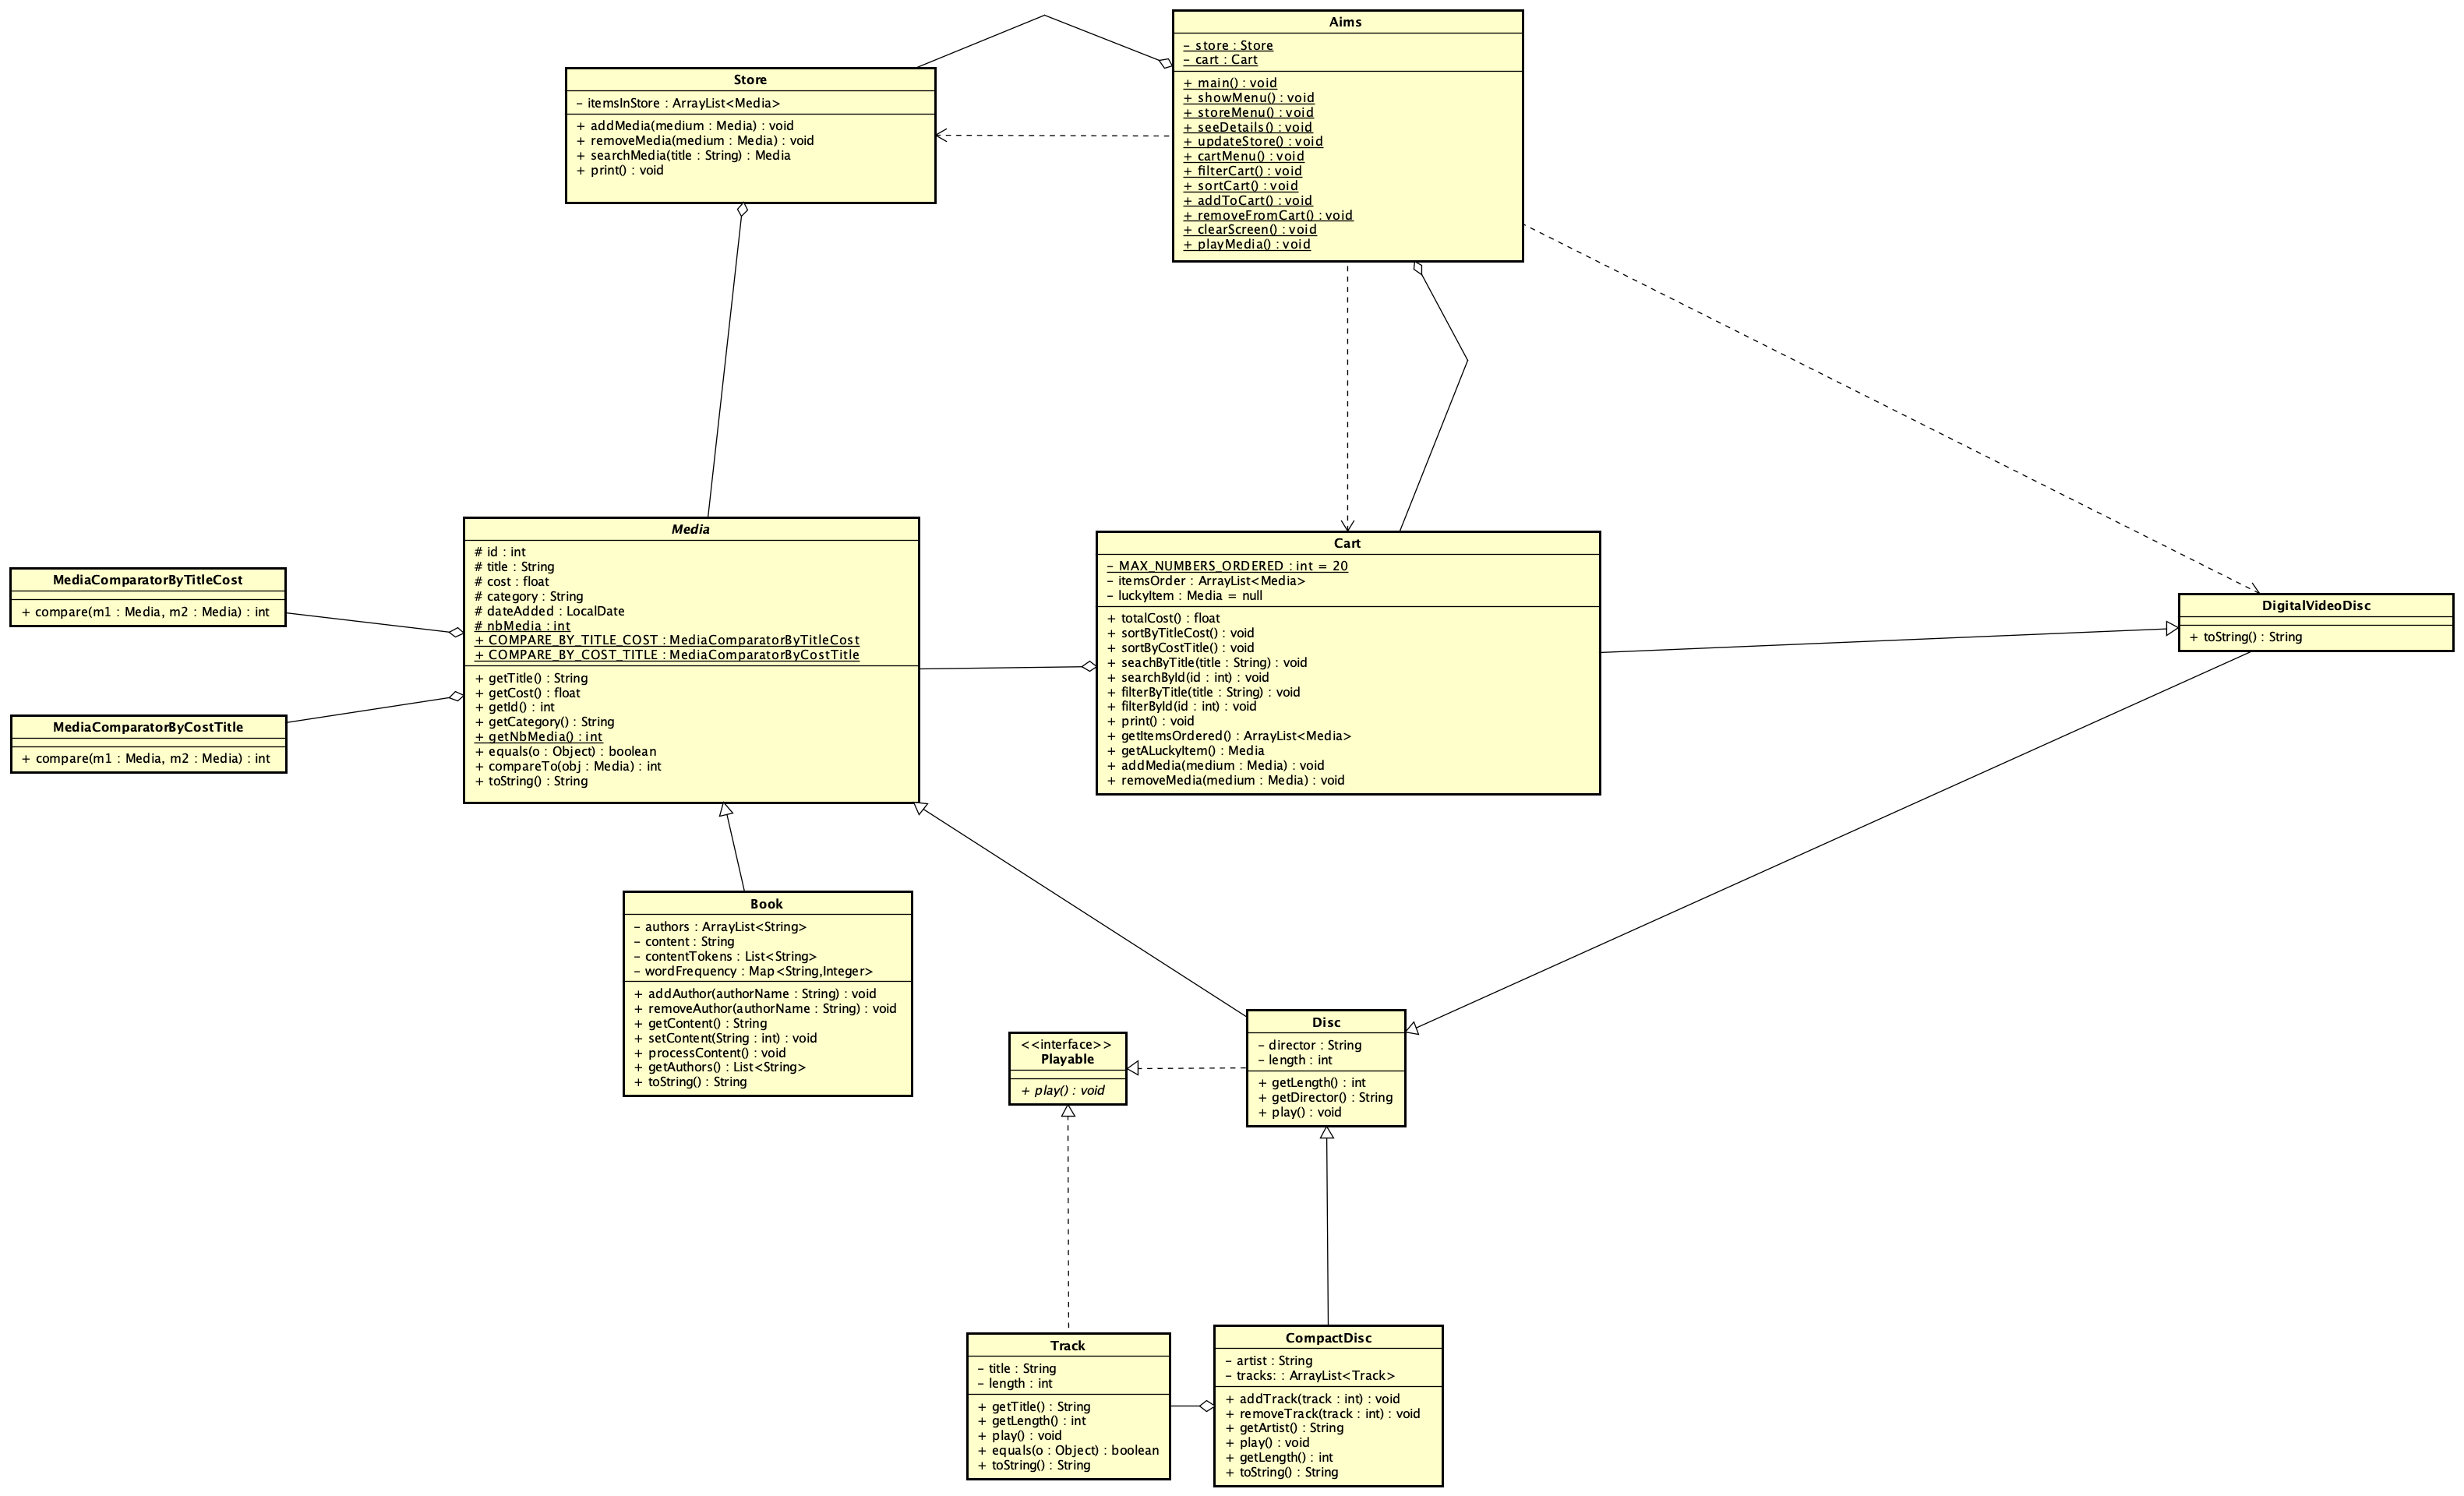 Aims
– store : Store
– cart : Cart
+ main() : void
+ showMenu() : void
+ storeMenu() : void
+ seeDetails() : void
+ updateStore() : void
+ cartMenu() : void
+ filterCart() : void
+ sortCart() : void
+ addToCart() : void
+ removeFromCart() : void
+ clearScreen() : void
+ playMedia() : void
Store
– itemsInStore : ArrayList<Media>
+ addMedia(medium : Media) : void
+ removeMedia(medium : Media) : void
+ searchMedia(title : String) : Media
+ print() : void
MediaComparatorByTitleCost
+ compare(m1 : Media, m2 : Media) : int
MediaComparatorByCostTitle
+ compare(m1 : Media, m2 : Media) : int
Media
# id : int
# title : String
# cost : float
# category : String
# dateAdded : LocalDate
# nbMedia : int
+ COMPARE_BY_TITLE_COST : MediaComparatorByTitleCost
+ COMPARE_BY_COST_TITLE : MediaComparatorByCostTitle
+ getTitle() : String
+ getCost() : float
+ getId() : int
+ getCategory() : String
+ getNbMedia() : int
+ equals(o : Object) : boolean
+ compareTo(obj : Media) : int
+ toString() : String
Cart
– MAX_NUMBERS_ORDERED : int = 20
– itemsOrder : ArrayList<Media>
– luckyItem : Media = null
+ totalCost() : float
+ sortByTitleCost() : void
+ sortByCostTitle() : void
+ seachByTitle(title : String) : void
+ searchById(id : int) : void
+ filterByTitle(title : String) : void
+ filterById(id : int) : void
+ print() : void
+ getItemsOrdered() : ArrayList<Media>
+ getALuckyItem() : Media
+ addMedia(medium : Media) : void
+ removeMedia(medium : Media) : void
DigitalVideoDisc
+ toString() : String
Book
– authors : ArrayList<String>
– content : String
– contentTokens : List<String>
– wordFrequency : Map<String,Integer>
+ addAuthor(authorName : String) : void
+ removeAuthor(authorName : String) : void
+ getContent() : String
+ setContent(String : int) : void
+ processContent() : void
+ getAuthors() : List<String>
+ toString() : String
<<interface>>
Playable
+ play() : void
Disc
– director : String
– length : int
+ getLength() : int
+ getDirector() : String
+ play() : void
Track
– title : String
– length : int
+ getTitle() : String
+ getLength() : int
+ play() : void
+ equals(o : Object) : boolean
+ toString() : String
CompactDisc
– artist : String
– tracks: : ArrayList<Track>
+ addTrack(track : int) : void
+ removeTrack(track : int) : void
+ getArtist() : String
+ play() : void
+ getLength() : int
+ toString() : String